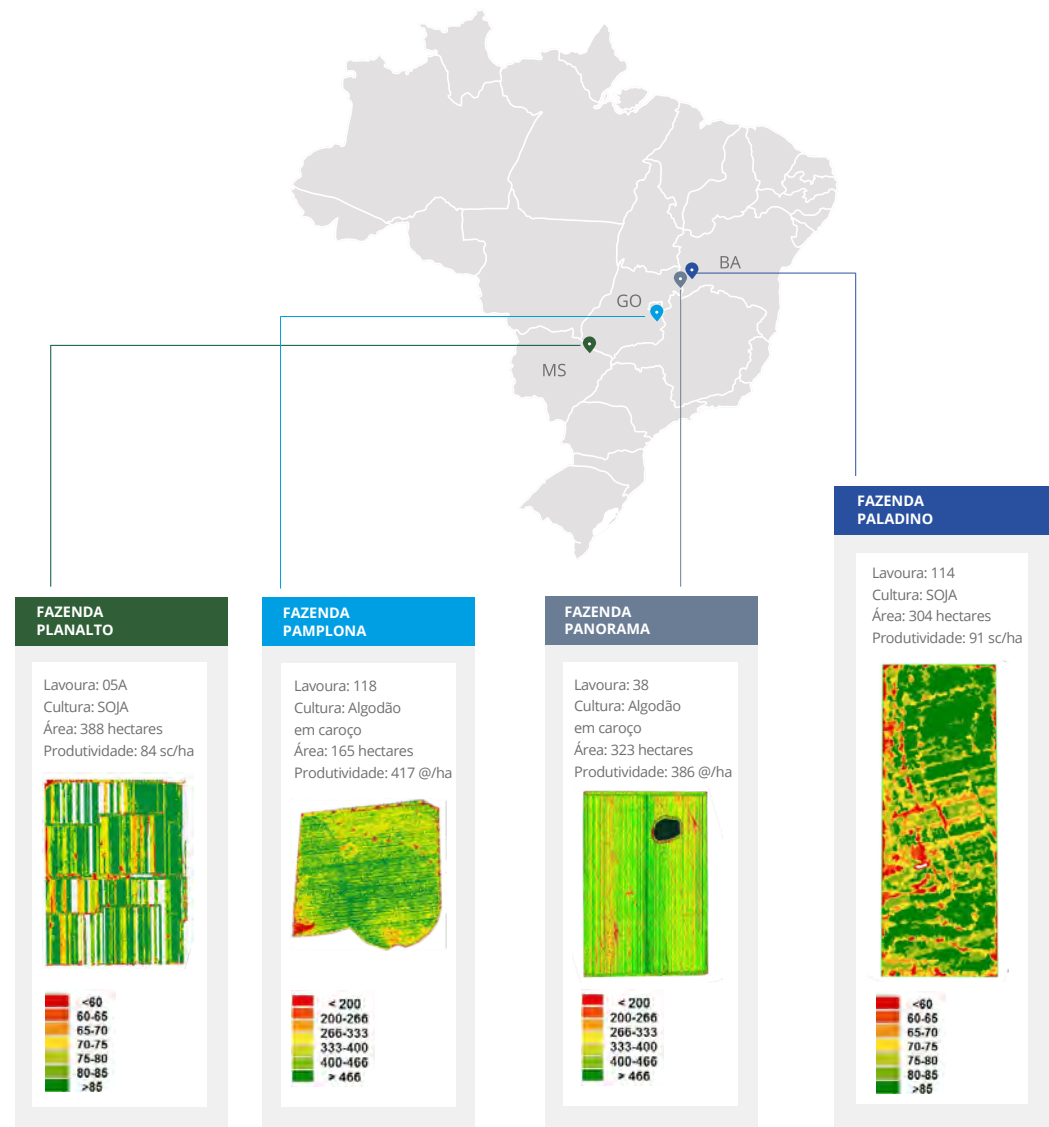 BA
GO
MS
FAZENDA
PLANALTO
Lavoura: 05A
Cultura: SOJA
Área: 388 hectares
Produtividade: 84 sc/ha
<60
60-65
65-70
70-75
75-80
80-85
>85
FAZENDA
PAMPLONA
Lavoura: 118
Cultura: Algodão
em caroço
Área: 165 hectares
Produtividade: 417 @/ha
< 200
200-266
266-333
333-400
400-466
> 466
FAZENDA
PANORAMA
Lavoura: 38
Cultura: Algodão
em caroço
Área: 323 hectares
Produtividade: 386 @/ha
< 200
200-266
266-333
333-400
400-466
> 466
FAZENDA
PALADINO
Lavoura: 114
Cultura: SOJA
Área: 304 hectares
Produtividade: 91 sc/ha
<60
60-65
65-70
70-75
75-80
80-85
>85